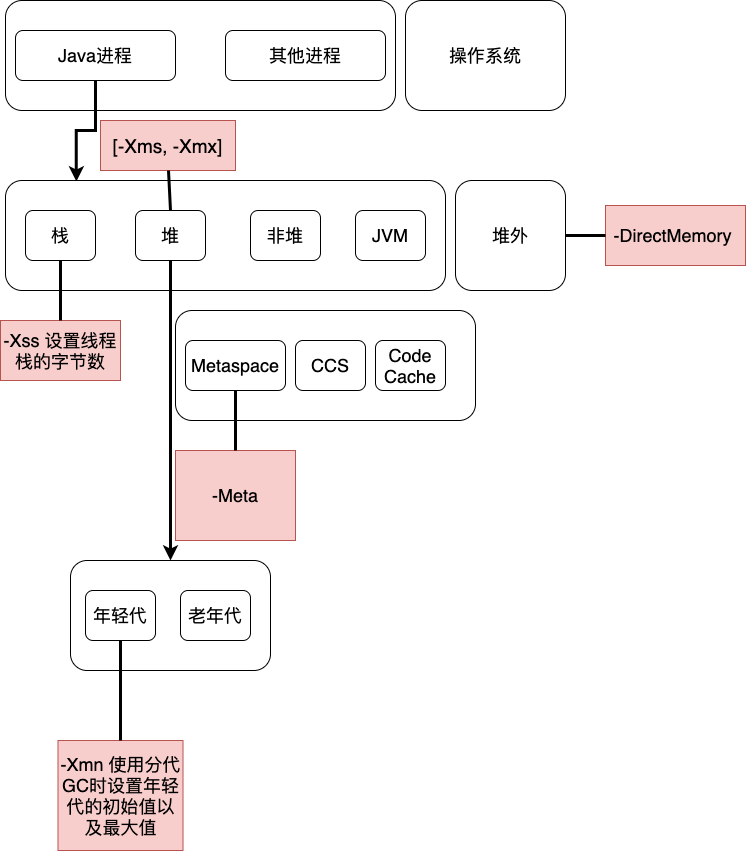 Java进程
其他进程
操作系统
[-Xms, -Xmx]
栈
堆
非堆
JVM
堆外
-DirectMemory
-Xss 设置线程
栈的字节数
Metaspace
CCS
Code
Cache
-Meta
年轻代
老年代
-Xmn 使用分代
GC时设置年轻
代的初始值以
及最大值